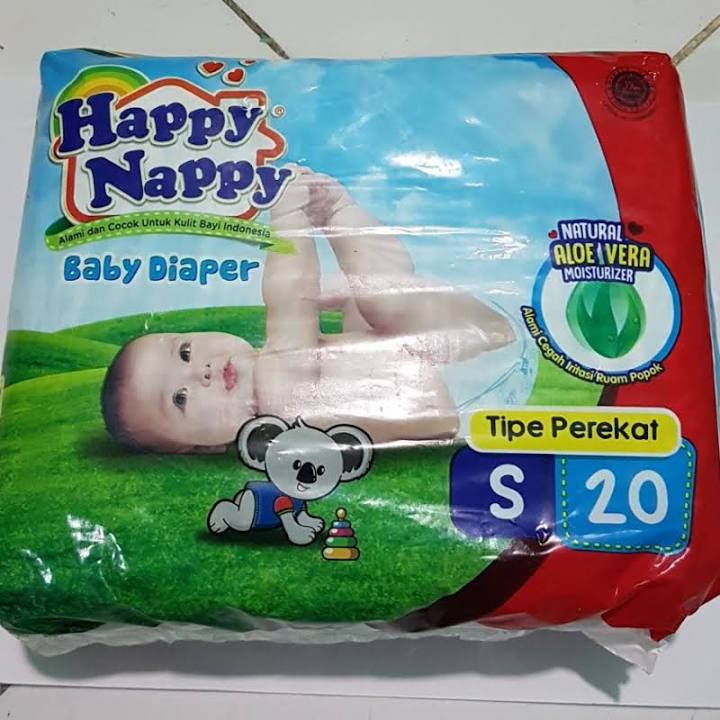 Happy
Nappy
®
Alami dan Cocok Untuk Kulit Bayi Indonesia
Baby Diaper
NATURAL
ALOE VERA
MOISTURIZER
Alami Cegah Iritasi Ruam Popok
Tipe Perekat
S 20